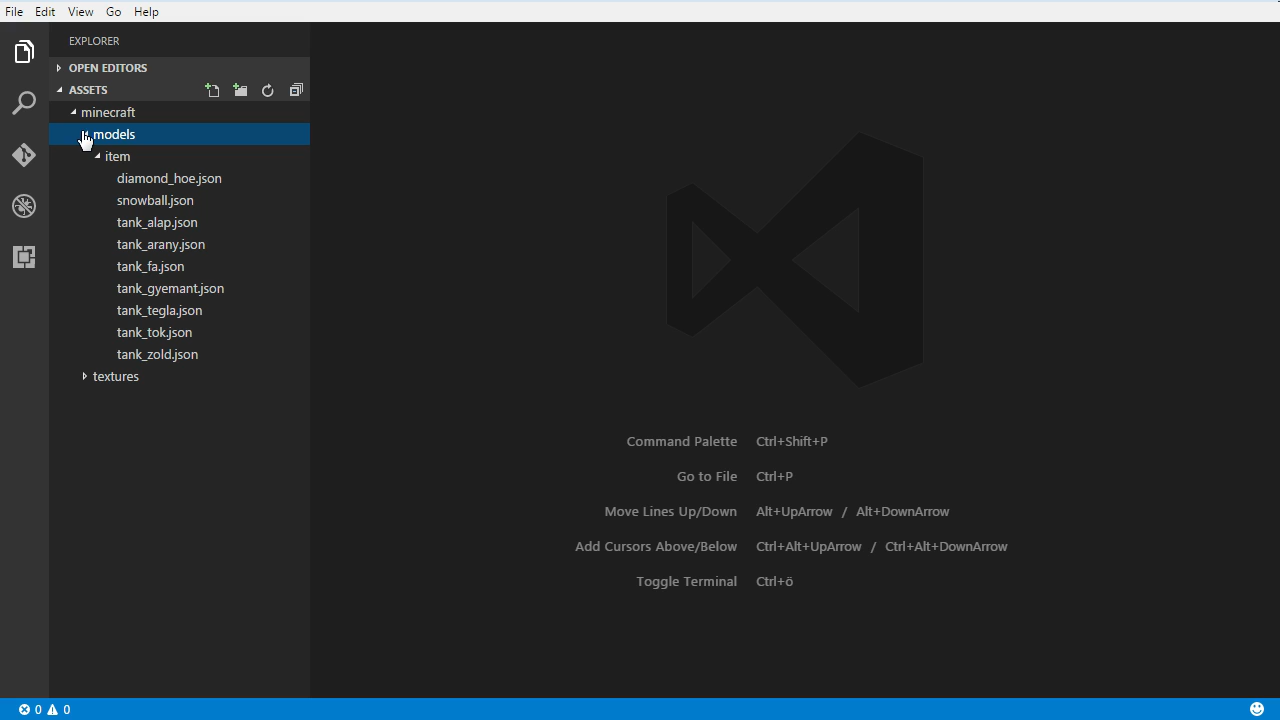 File Edit View Go Help
EXPLORER
OPEN EDITORS
ASSETS
minecraft
models
item
diamond_hoe.json
snowball.json
tank_alap.json
tank_arany.json
tank_fa.json
tank_gyemant.json
tank_tegla.json
tank_tok.json
tank_zold.json
textures
Command Palette Ctrl+Shift+P
Go to File Ctrl+P
Move Lines Up/Down Alt+UpArrow / Alt+DownArrow
Add Cursors Above/Below Ctrl+Alt+UpArrow / Ctrl+Alt+DownArrow
Toggle Terminal Ctrl+ö
0 0